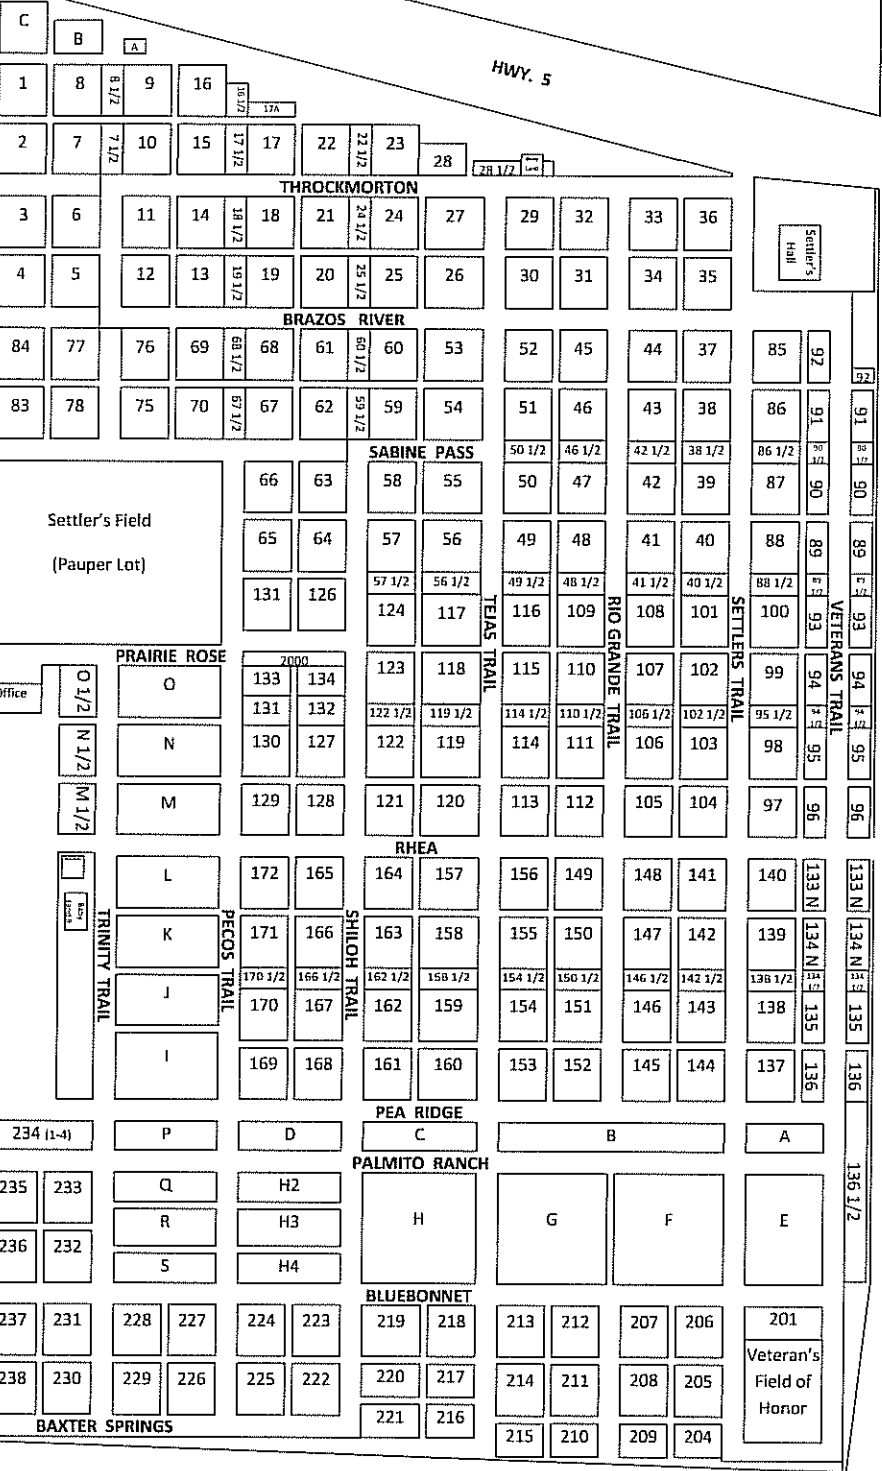 C
B
A
HWY. 5
1 8 8 1/2 9 16 16 1/2 17A
2 7 7 1/2 10 15 17 1/2 17 22 22 1/2 23 28 28 1/2
THROCKMORTON
3 6 11 14 18 1/2 18 21 24 1/2 24 27 29 32 33 36
Settler's
Hall
4 5 12 13 19 1/2 19 20 25 1/2 25 26 30 31 34 35
BRAZOS RIVER
84 77 76 69 68 1/2 68 61 60 1/2 60 53 52 45 44 37 85 92 92
83 78 75 70 67 1/2 67 62 59 1/2 59 54 51 46 43 38 86 91 91
SABINE PASS
50 1/2 46 1/2 42 1/2 38 1/2 86 1/2 90 1/2 90 1/2
66 63 58 55 50 47 42 39 87 90 90
Settler's Field
(Pauper Lot)
65 64 57 56 49 48 41 40 88 89 89
57 1/2 56 1/2 49 1/2 48 1/2 41 1/2 40 1/2 88 1/2
131 126 124 117 116 109 108 101 100 93 93
TEJAS TRAIL
RIO GRANDE TRAIL
SETTLERS TRAIL
VETERANS TRAIL
PRAIRIE ROSE
2000
Office
O 1/2 O 133 134 123 118 115 110 107 102 99 94 94
131 132 122 1/2 119 1/2 114 1/2 110 1/2 106 1/2 102 1/2 95 1/2 94 1/2 94 1/2
N 1/2 N 130 127 122 119 114 111 106 103 98 95 95
M 1/2 M 129 128 121 120 113 112 105 104 97 96 96
RHEA
L 172 165 164 157 156 149 148 141 140 133 N 133 N
TRINITY TRAIL
PECOS TRAIL
SHILOH TRAIL
K 171 166 163 158 155 150 147 142 139 134 N 134 N
170 1/2 166 1/2 162 1/2 158 1/2 154 1/2 150 1/2 146 1/2 142 1/2 138 1/2 134 1/2 134 1/2
J 170 167 162 159 154 151 146 143 138 135 135
I 169 168 161 160 153 152 145 144 137 136 136
PEA RIDGE
234 (1-4) P D C B A
PALMITO RANCH
136 1/2
235 233 Q H2
R H3 H G F E
236 232 S H4
BLUEBONNET
237 231 228 227 224 223 219 218 213 212 207 206 201
Veteran's
Field of
Honor
238 230 229 226 225 222 220 217 214 211 208 205
221 216 215 210 209 204
BAXTER SPRINGS